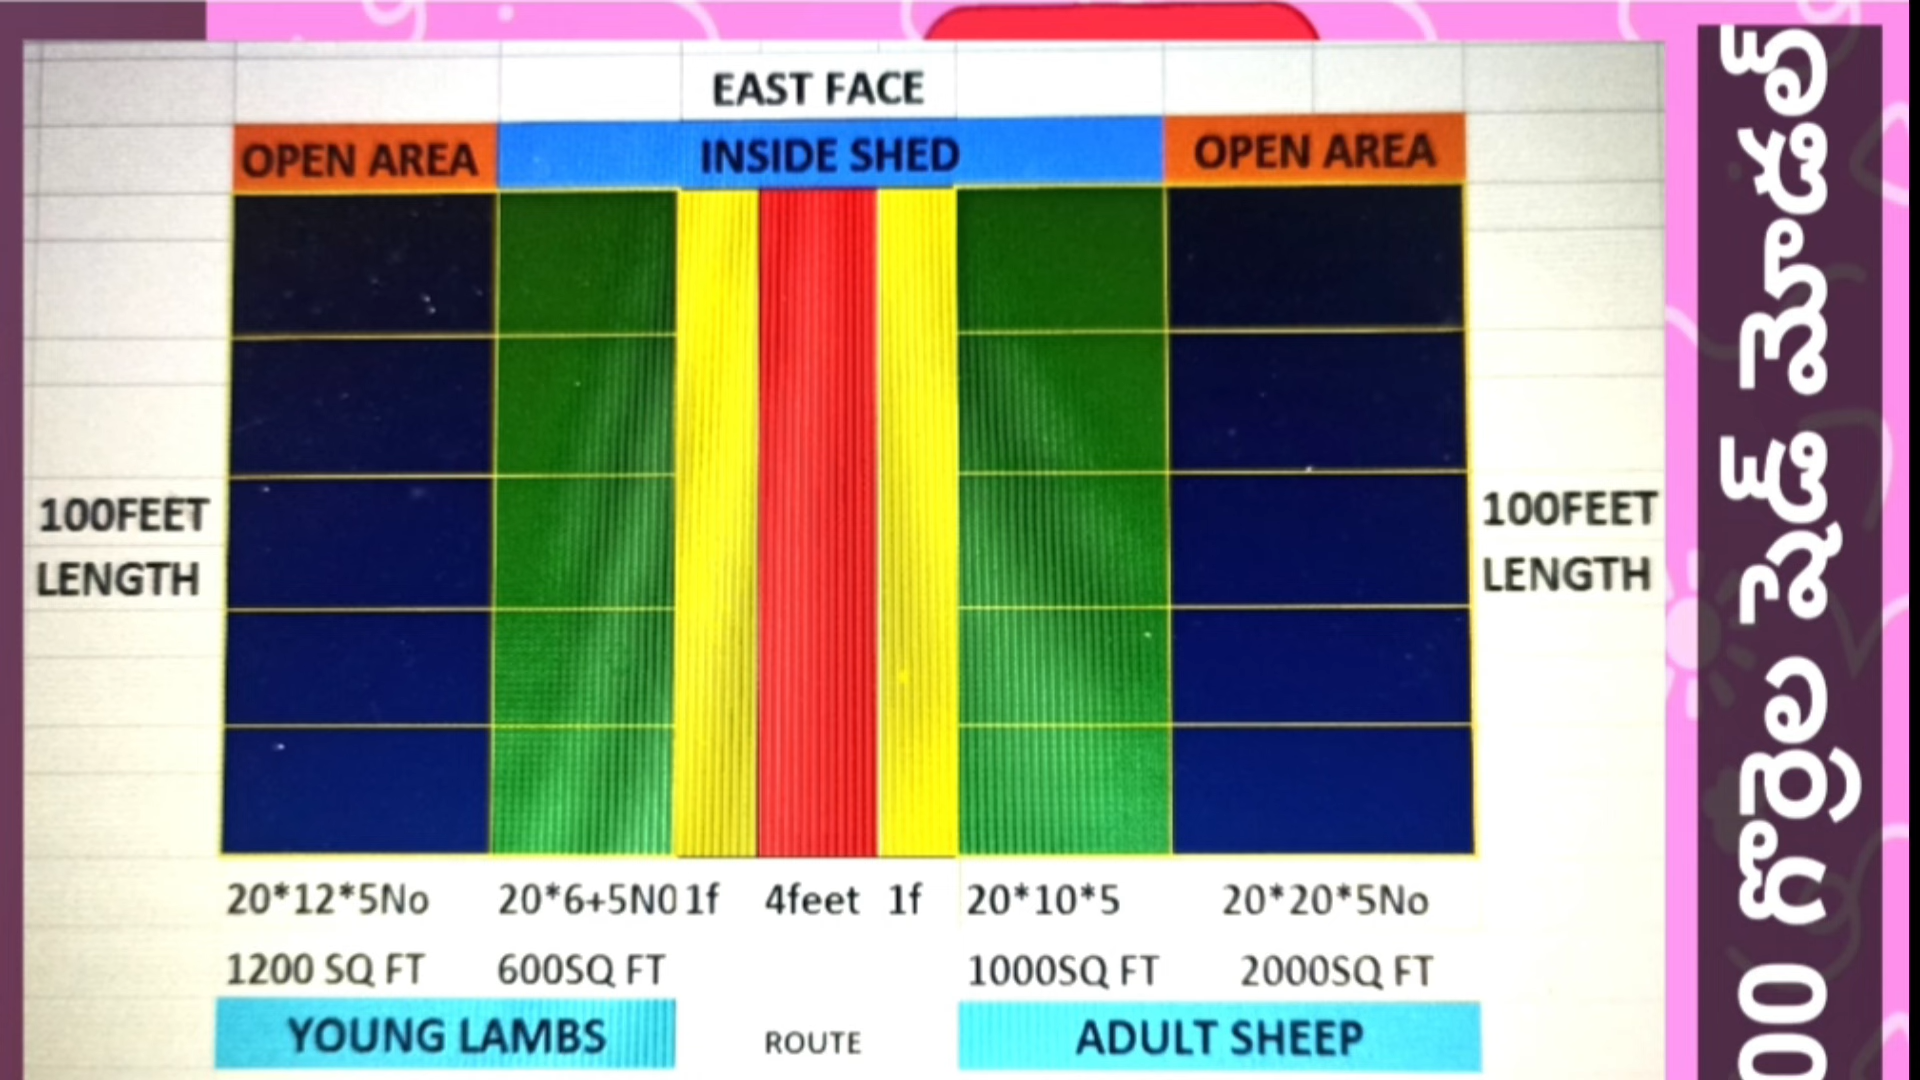 EAST FACE
OPEN AREA INSIDE SHED OPEN AREA
100FEET
LENGTH
100FEET
LENGTH
20*12*5No 20*6+5N0 1f 4feet 1f 20*10*5 20*20*5No
1200 SQ FT 600SQ FT 1000SQ FT 2000SQ FT
YOUNG LAMBS ROUTE ADULT SHEEP
00 గొర్రెల షెడ్ మోడల్